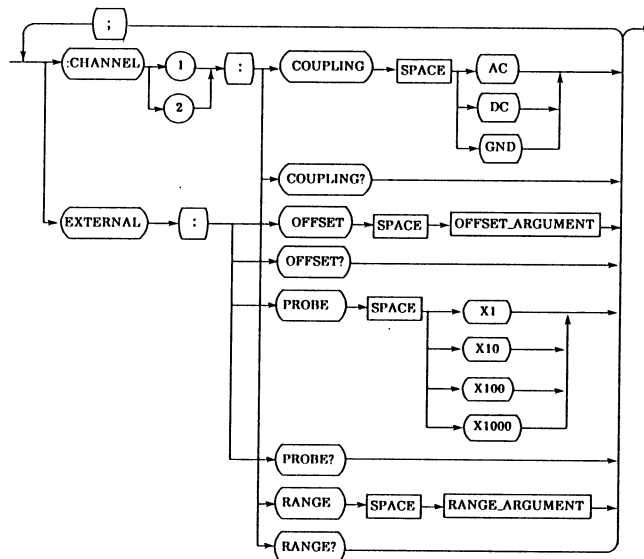 ;
:CHANNEL 1 : COUPLING SPACE AC
2 DC
GND
COUPLING?
EXTERNAL : OFFSET SPACE OFFSET_ARGUMENT
OFFSET?
PROBE SPACE X1
X10
X100
X1000
PROBE?
RANGE SPACE RANGE_ARGUMENT
RANGE?